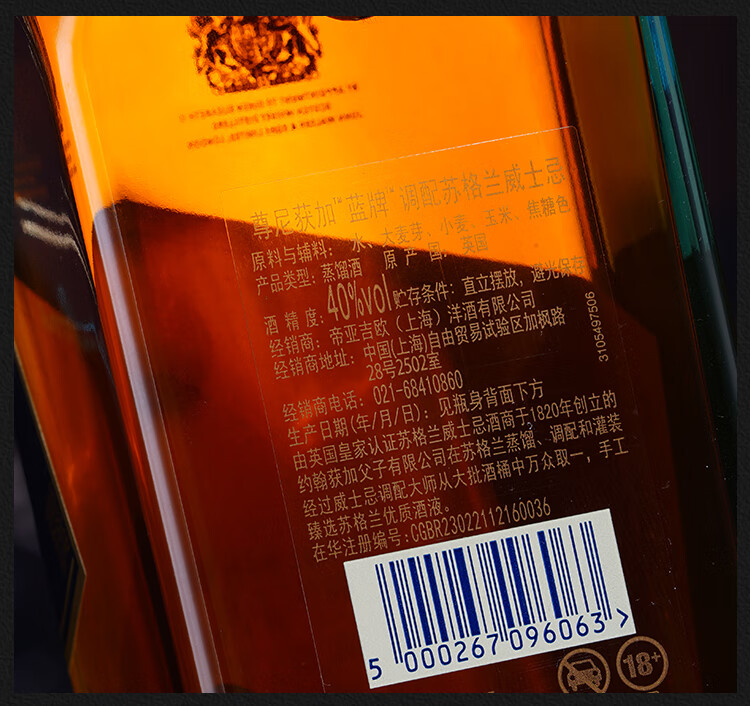 尊尼获加™ 蓝牌™ 调配苏格兰威士忌
原料与辅料：水、大麦芽、小麦、玉米、焦糖色
产品类型：蒸馏酒 原 产 国：英国
酒 精 度：40%vol 贮存条件：直立摆放，避光保存
经销商：帝亚吉欧（上海）洋酒有限公司
经销商地址：中国(上海)自由贸易试验区加枫路
28号2502室
经销商电话：021-68410860
生产日期(年/月/日)：见瓶身背面下方
由英国皇家认证苏格兰威士忌酒商于1820年创立的
约翰获加父子有限公司在苏格兰蒸馏、调配和灌装
经过威士忌调配大师从大批酒桶中万众取一，手工
臻选苏格兰优质酒液。
在华注册编号:CGBR23022112160036
3105497506
5 000267 096063 >
18+